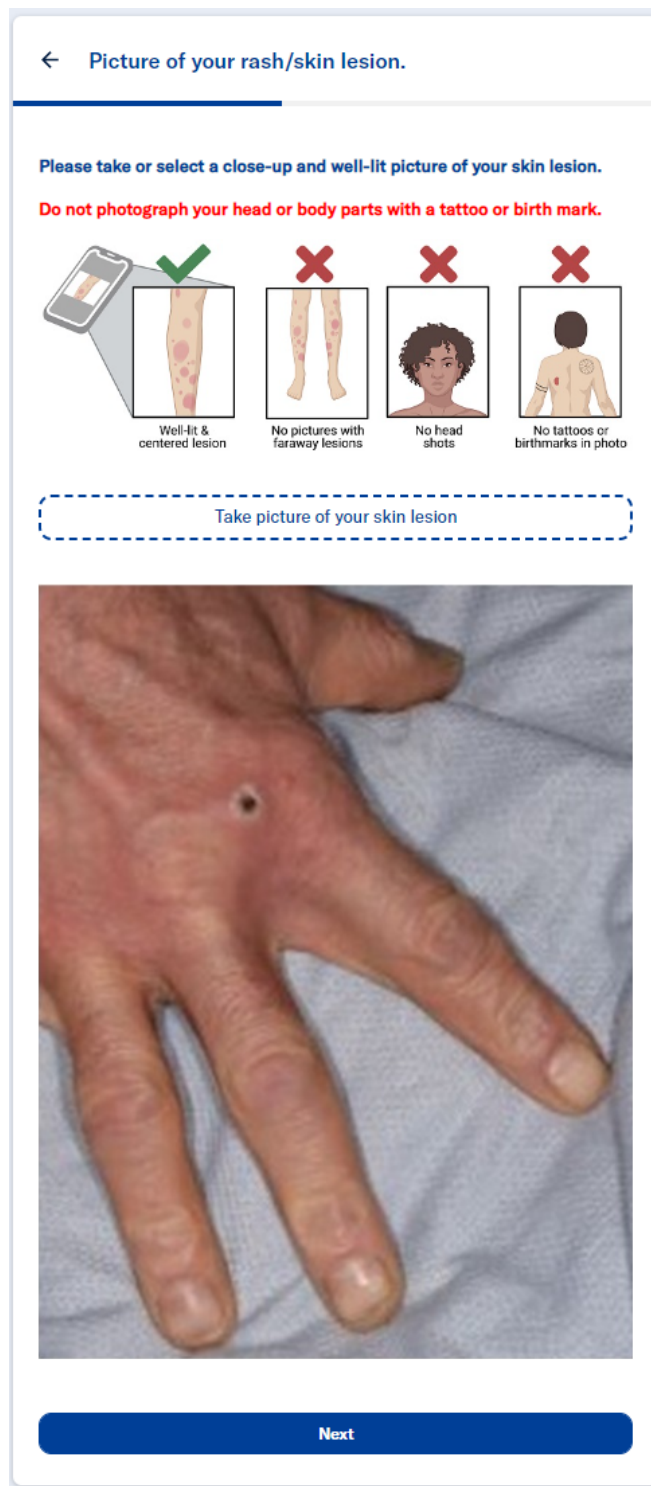 Picture of your rash/skin lesion.
Please take or select a close-up and well-lit picture of your skin lesion.
Do not photograph your head or body parts with a tattoo or birth mark.
Well-lit &
centered lesion
No pictures with
faraway lesions
No head
shots
No tattoos or
birthmarks in photo
Take picture of your skin lesion
Next